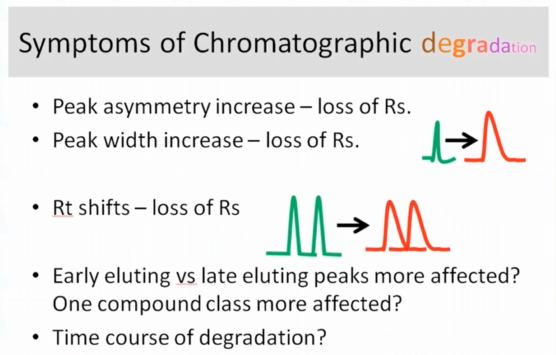 Symptoms of Chromatographic degradation
• Peak asymmetry increase – loss of Rs.
• Peak width increase – loss of Rs.
• Rt shifts – loss of Rs
• Early eluting vs late eluting peaks more affected?
One compound class more affected?
• Time course of degradation?